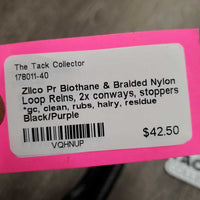 The Tack Collector
17B011-40
Zilco Pr Biothane & Braided Nylon
Loop Reins, 2x conways, stoppers
*gc, clean, rubs, hairy, residue
Black/Purple
$42.50
VQHNUP